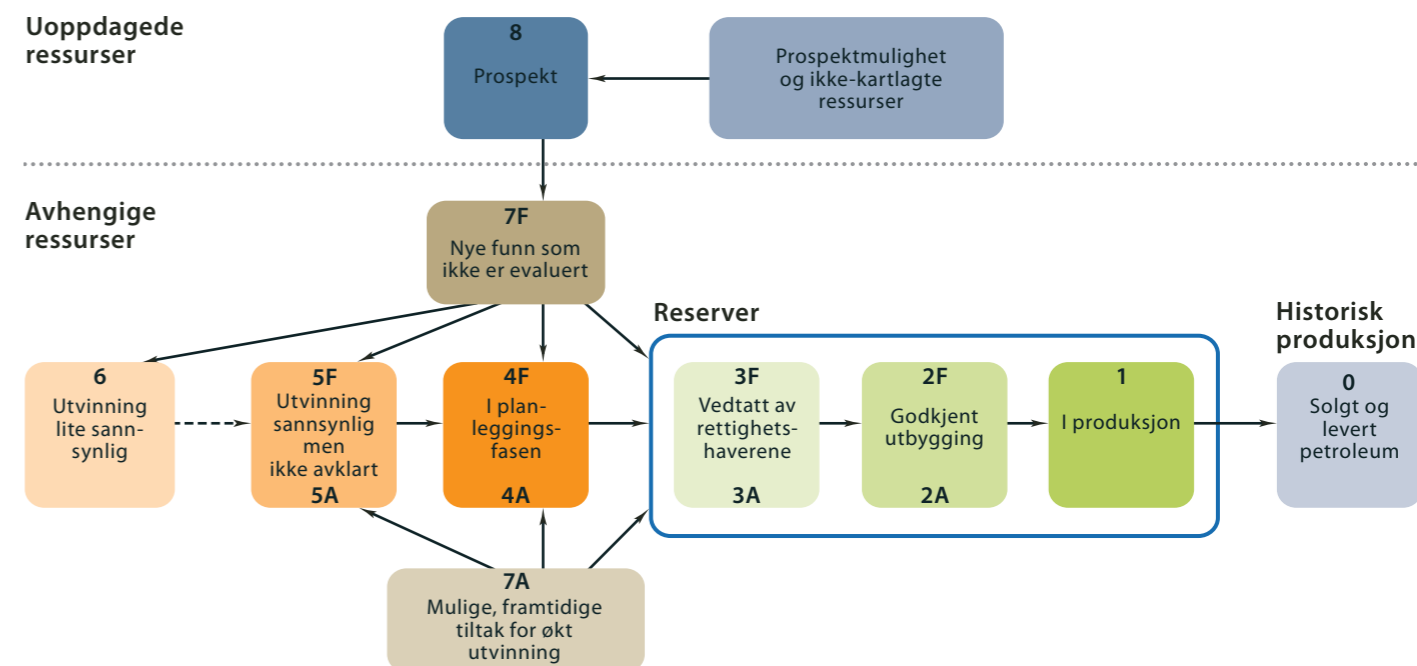 Uoppdagede
ressurser
8
Prospekt
Prospektmulighet
og ikke-kartlagte
ressurser
Avhengige
ressurser
7F
Nye funn som
ikke er evaluert
Reserver
Historisk
produksjon
6
Utvinning
lite sann-
synlig
5F
Utvinning
sannsynlig
men
ikke avklart
5A
4F
I plan-
leggings-
fasen
4A
3F
Vedtatt av
rettighets-
haverene
3A
2F
Godkjent
utbygging
2A
1
I produksjon
0
Solgt og
levert
petroleum
7A
Mulige, framtidige
tiltak for økt
utvinning